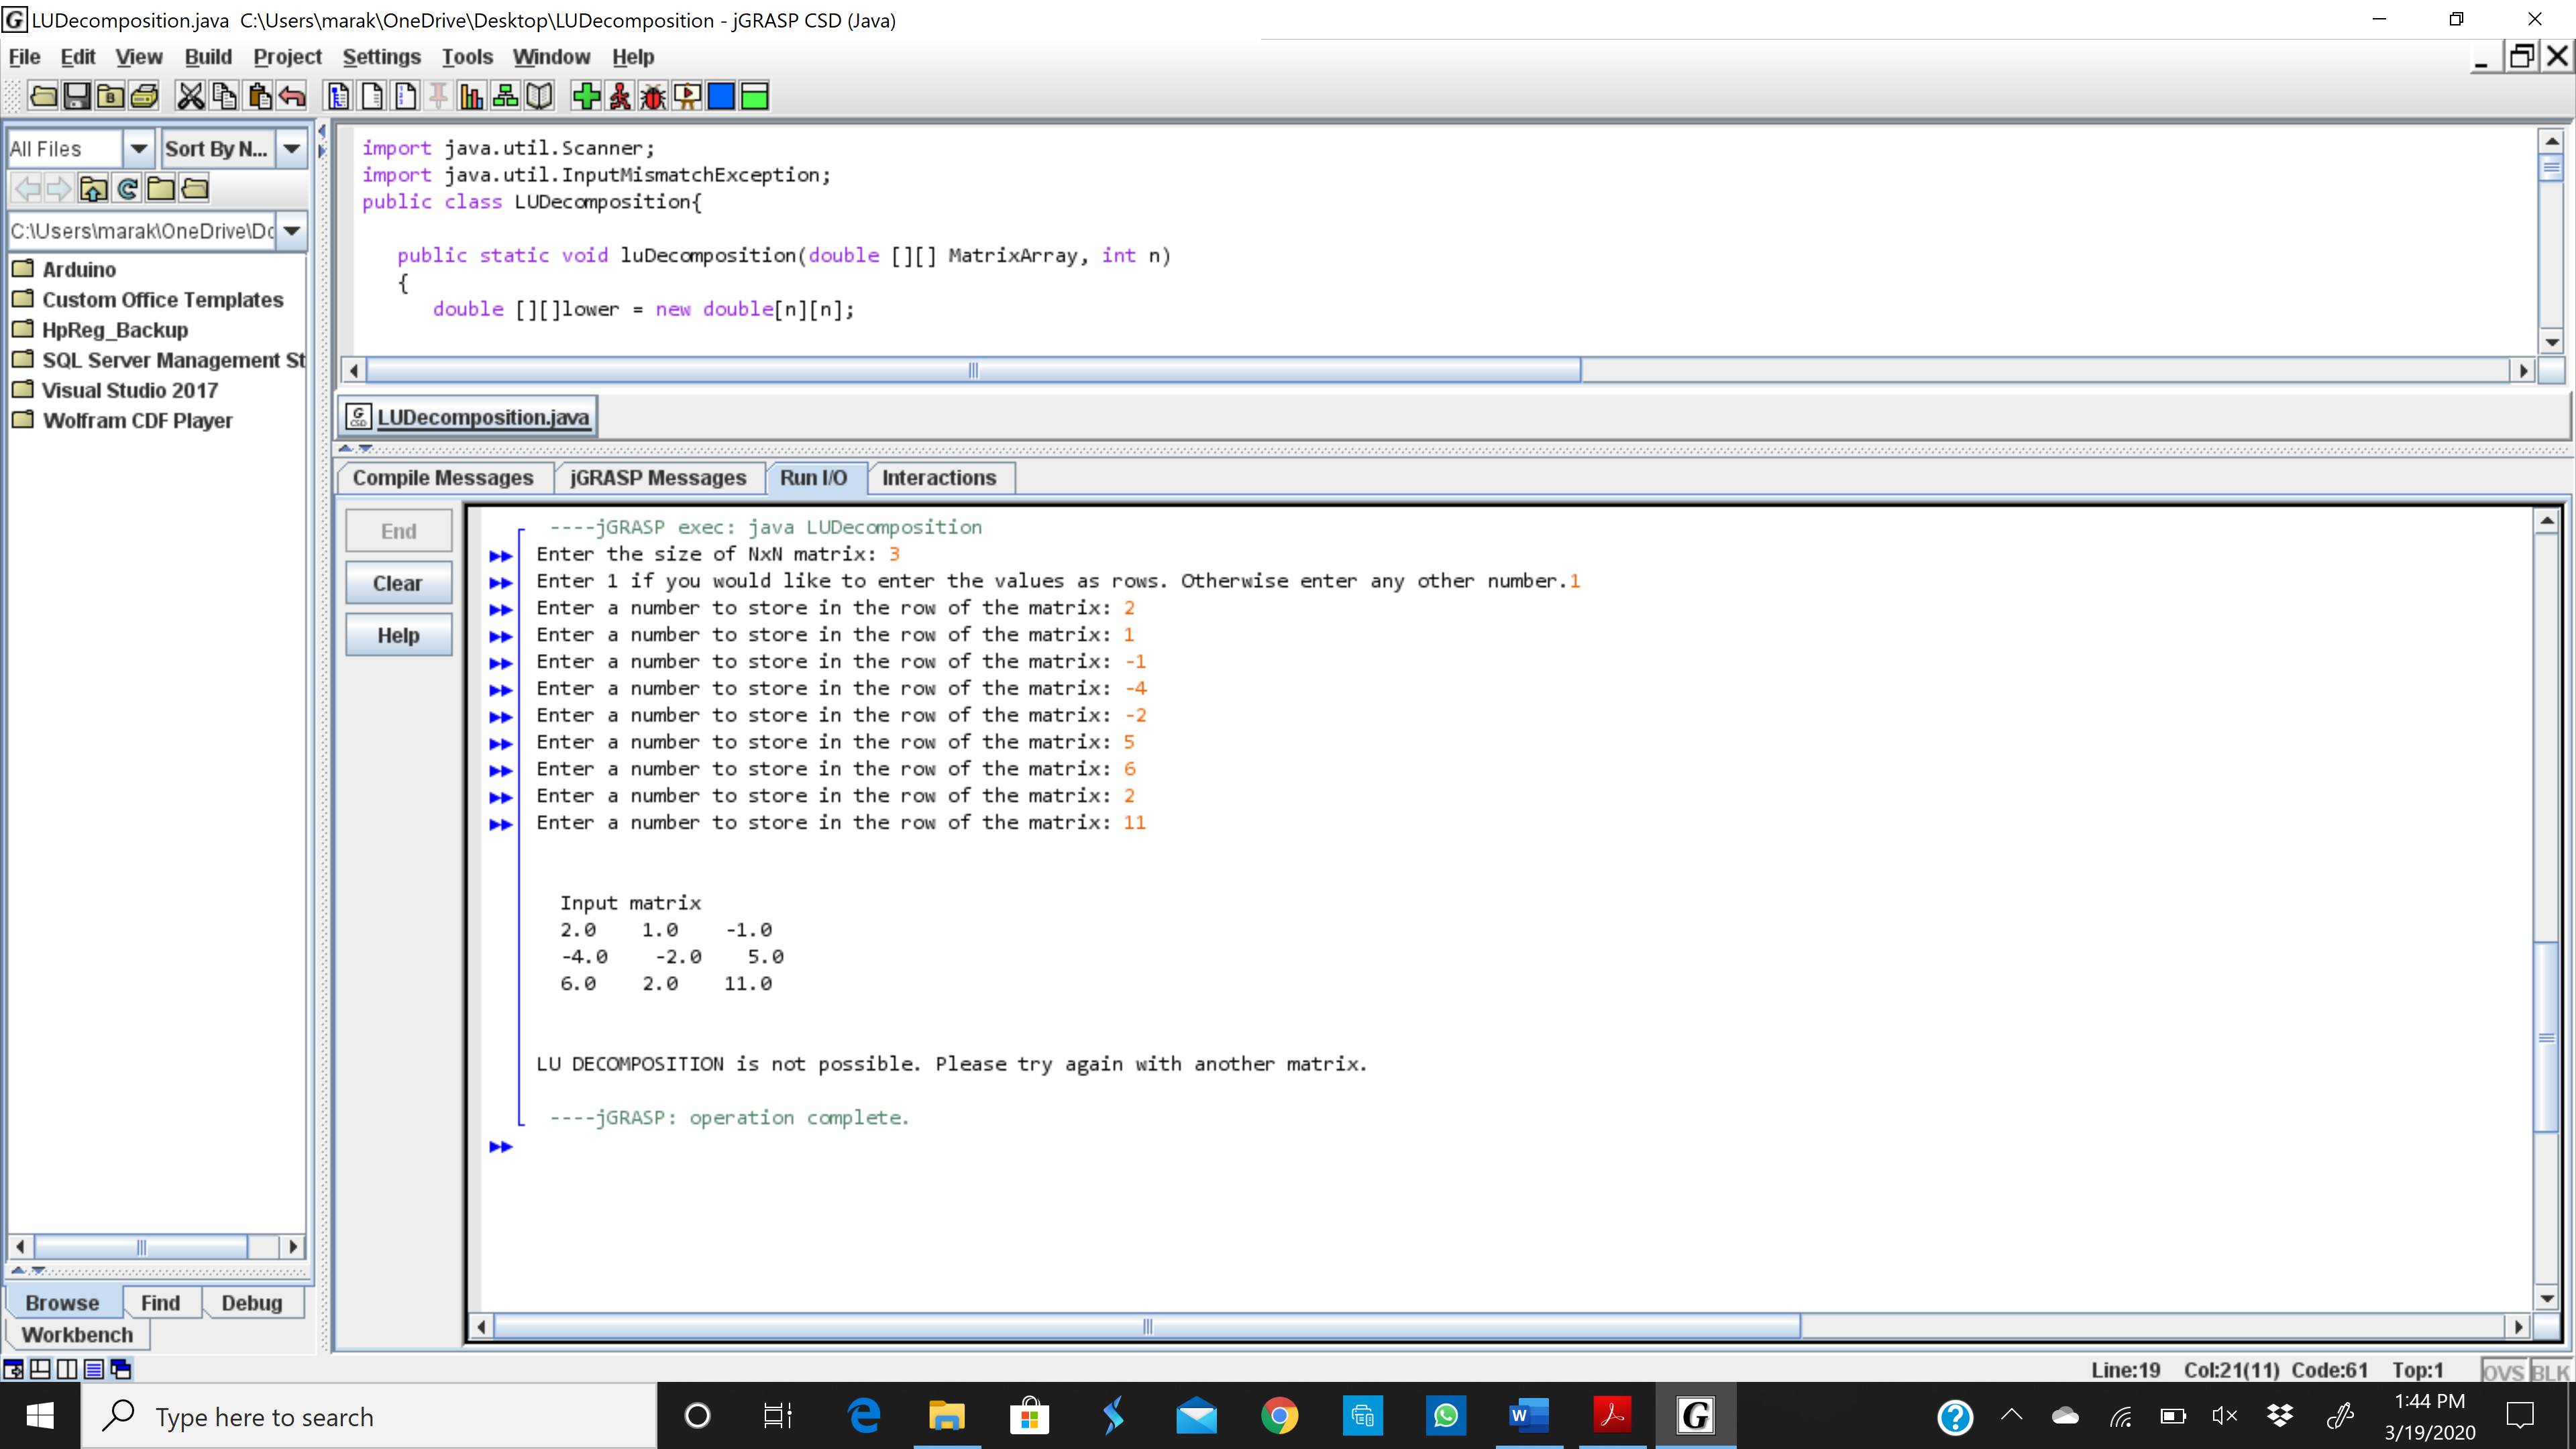 LUDecomposition.java  C:\Users\marak\OneDrive\Desktop\LUDecomposition - jGRASP CSD (Java)
File Edit View Build Project Settings Tools Window Help
All Files Sort By N...
C:\Users\marak\OneDrive\Dc
Arduino
Custom Office Templates
HpReg_Backup
SQL Server Management St
Visual Studio 2017
Wolfram CDF Player
Browse Find Debug
Workbench
import java.util.Scanner;
import java.util.InputMismatchException;
public class LUDecomposition{
public static void luDecomposition(double [][] MatrixArray, int n)
{
double [][]lower = new double[n][n];
LUDecomposition.java
Compile Messages jGRASP Messages Run I/O Interactions
End
Clear
Help
----jGRASP exec: java LUDecomposition
Enter the size of NxN matrix: 3
Enter 1 if you would like to enter the values as rows. Otherwise enter any other number.1
Enter a number to store in the row of the matrix: 2
Enter a number to store in the row of the matrix: 1
Enter a number to store in the row of the matrix: -1
Enter a number to store in the row of the matrix: -4
Enter a number to store in the row of the matrix: -2
Enter a number to store in the row of the matrix: 5
Enter a number to store in the row of the matrix: 6
Enter a number to store in the row of the matrix: 2
Enter a number to store in the row of the matrix: 11
Input matrix
2.0 1.0 -1.0
-4.0 -2.0 5.0
6.0 2.0 11.0
LU DECOMPOSITION is not possible. Please try again with another matrix.
----jGRASP: operation complete.
Line:19 Col:21(11) Code:61 Top:1 OVS BLK
Type here to search
1:44 PM
3/19/2020